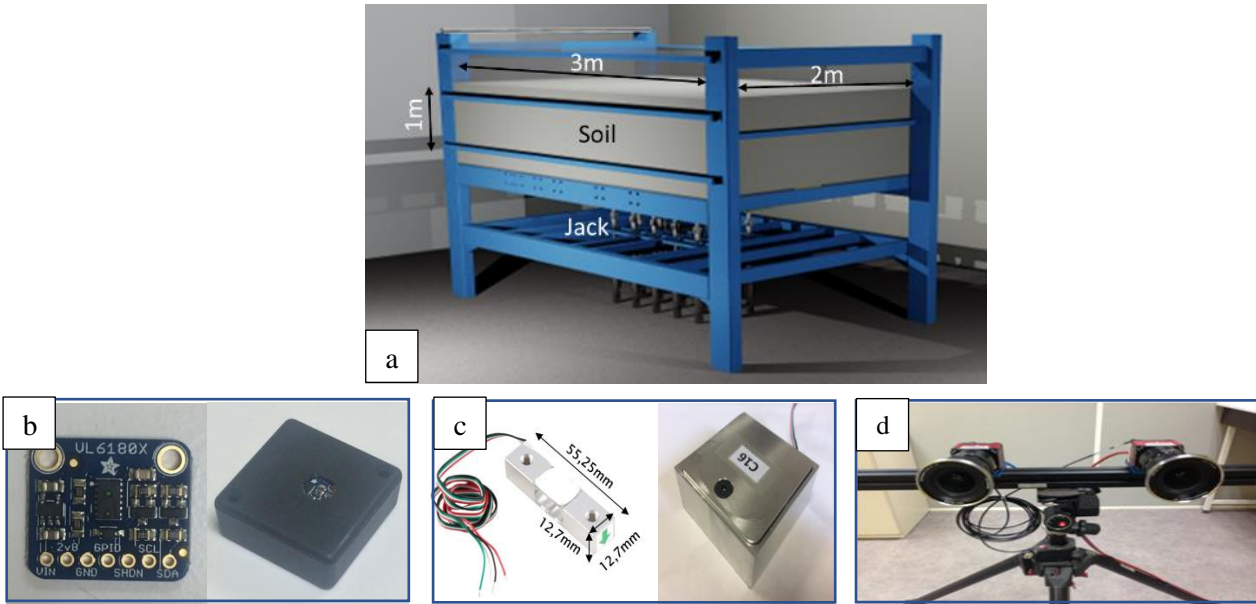 3m
2m
1m
Soil
Jack
a
b
VL6180X
2v8 GPIO SCL
VIN GND SHDN SDA
c
55,25mm
12,7mm
12,7mm
C16
d